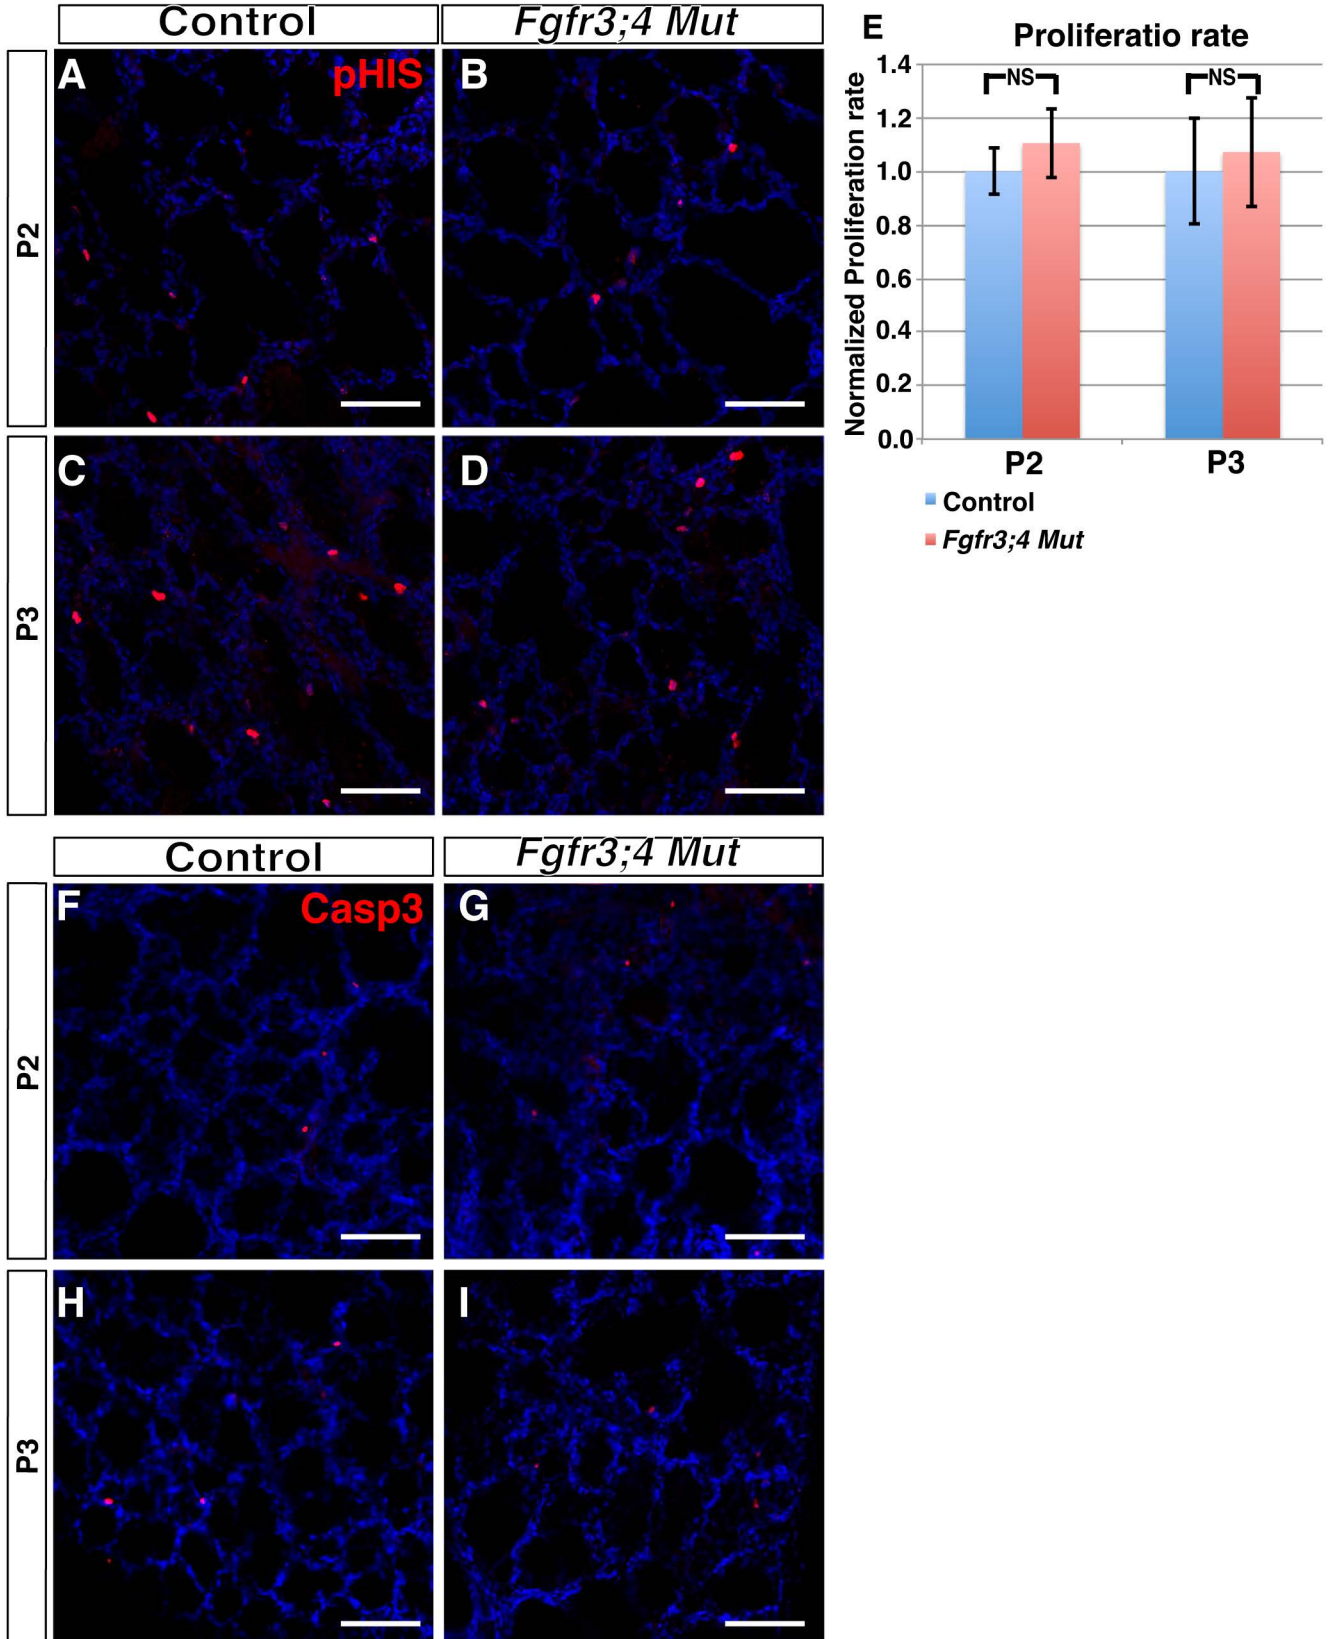 Control
Fgfr3;4 Mut
P2
A
pHIS
B
P3
C
D
E
Proliferatio rate
Normalized Proliferation rate
1.4
1.2
1.0
0.8
0.6
0.4
0.2
0.0
NS
NS
P2
P3
Control
Fgfr3;4 Mut
Control
Fgfr3;4 Mut
P2
F
Casp3
G
P3
H
I